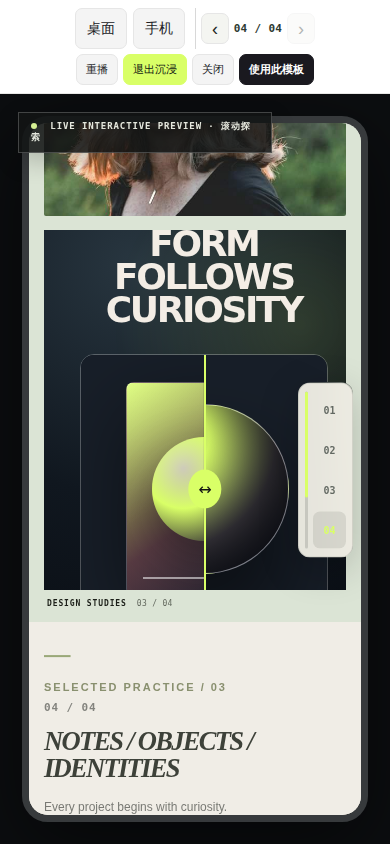 桌面
手机
‹
04 / 04
›
重播
退出沉浸
关闭
使用此模板
LIVE INTERACTIVE PREVIEW · 滚动探
索
FORM
FOLLOWS
CURIOSITY
↔
01
02
03
04
DESIGN STUDIES 03 / 04
SELECTED PRACTICE / 03
04 / 04
NOTES / OBJECTS /
IDENTITIES
Every project begins with curiosity.